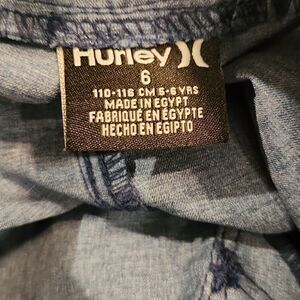 Hurley )(
6
110-116 CM 5-6 YRS
MADE IN EGYPT
FABRIQUÉ EN ÉGYPTE
HECHO EN EGIPTO